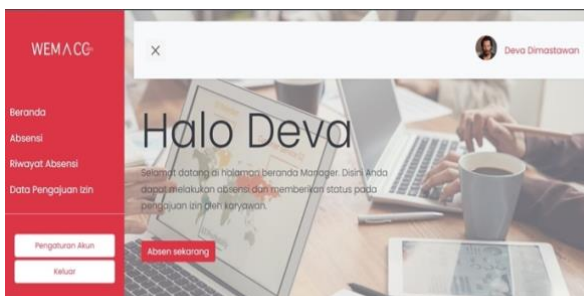 WEMACO
Deva Dimastawan
Beranda
Absensi
Riwayat Absensi
Data Pengajuan Izin
Pengaturan Akun
Keluar
Halo Deva
Selamat datang di halaman beranda Manager. Disini Anda
dapat melakukan absensi dan memberikan status pada
pengajuan izin oleh karyawan.
Absen sekarang